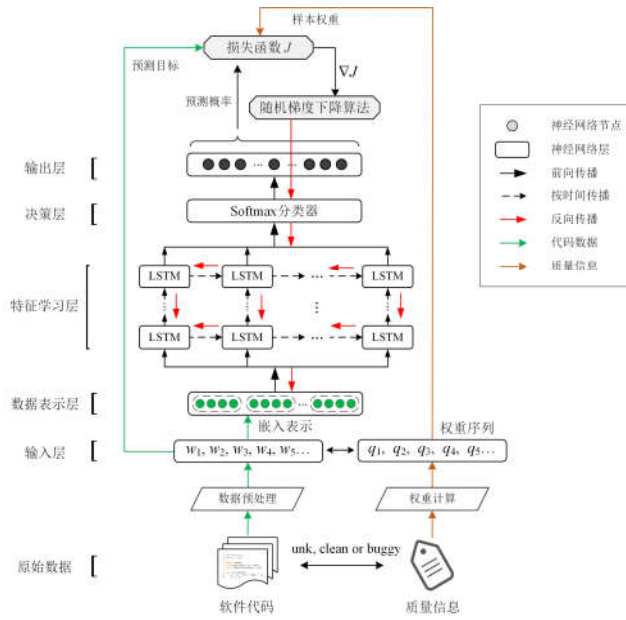 样本权重
损失函数 J
预测目标
∇J
预测概率
随机梯度下降算法
神经网络节点
神经网络层
前向传播
按时间传播
反向传播
代码数据
质量信息
输出层
... ...
决策层
Softmax分类器
特征学习层
LSTM LSTM ... LSTM
LSTM LSTM ... LSTM
数据表示层
...
嵌入表示
权重序列
输入层
w1, w2, w3, w4, w5...
q1, q2, q3, q4, q5...
数据预处理
权重计算
原始数据
unk, clean or buggy
软件代码
质量信息